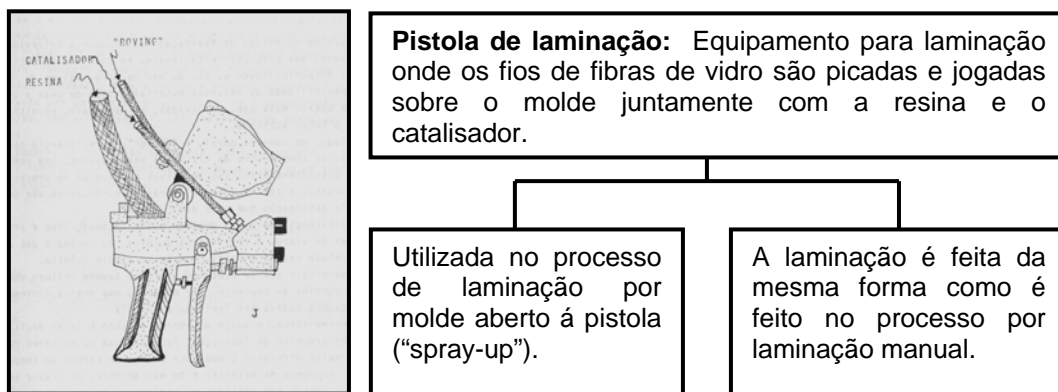 "ROVING"
CATALISADOR
RESINA
J
Pistola de laminação: Equipamento para laminação
onde os fios de fibras de vidro são picadas e jogadas
sobre o molde juntamente com a resina e o
catalisador.
Utilizada no processo
de laminação por
molde aberto á pistola
(“spray-up”).
A laminação é feita da
mesma forma como é
feito no processo por
laminação manual.